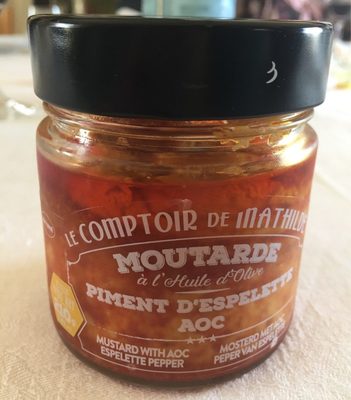 LE COMPTOIR DE MATHILDE
MOUTARDE
à l'Huile d'Olive
PIMENT D'ESPELETTE
AOC
MUSTARD WITH AOC
ESPELETTE PEPPER
MOSTERD MET AOC
PEPER VAN ESPELETTE